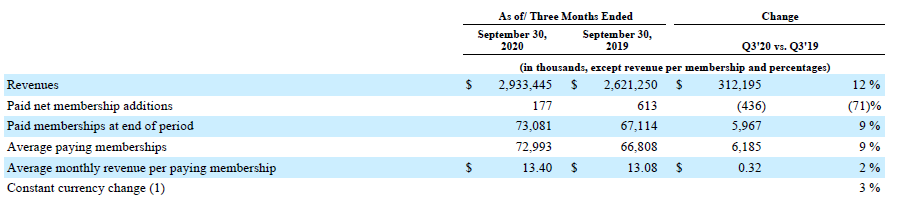 As of/ Three Months Ended Change
September 30, September 30,
2020 2019 Q3'20 vs. Q3'19
(in thousands, except revenue per membership and percentages)
Revenues $ 2,933,445 $ 2,621,250 $ 312,195 12 %
Paid net membership additions 177 613 (436) (71)%
Paid memberships at end of period 73,081 67,114 5,967 9 %
Average paying memberships 72,993 66,808 6,185 9 %
Average monthly revenue per paying membership $ 13.40 $ 13.08 $ 0.32 2 %
Constant currency change (1) 3 %